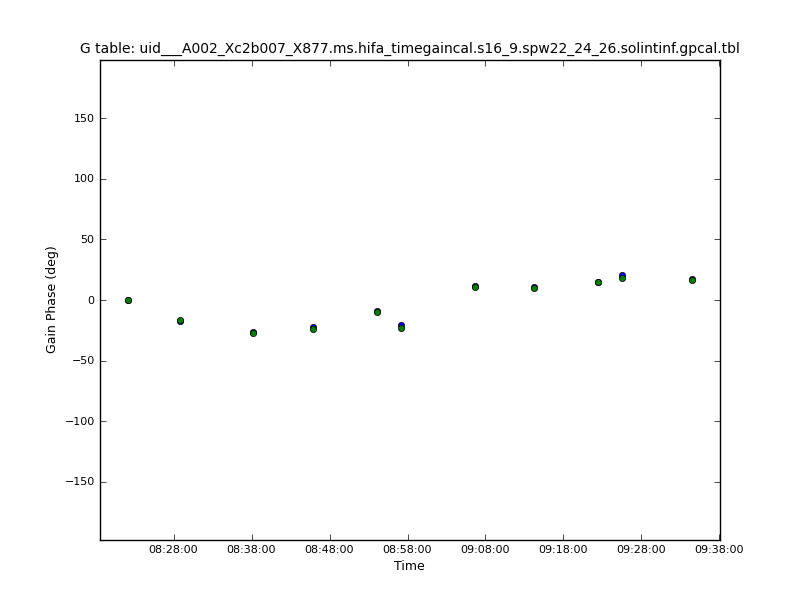 G table: uid___A002_Xc2b007_X877.ms.hifa_timegaincal.s16_9.spw22_24_26.solintinf.gpcal.tbl
150
100
50
0
−50
−100
−150
Gain Phase (deg)
08:28:00 08:38:00 08:48:00 08:58:00 09:08:00 09:18:00 09:28:00 09:38:00
Time